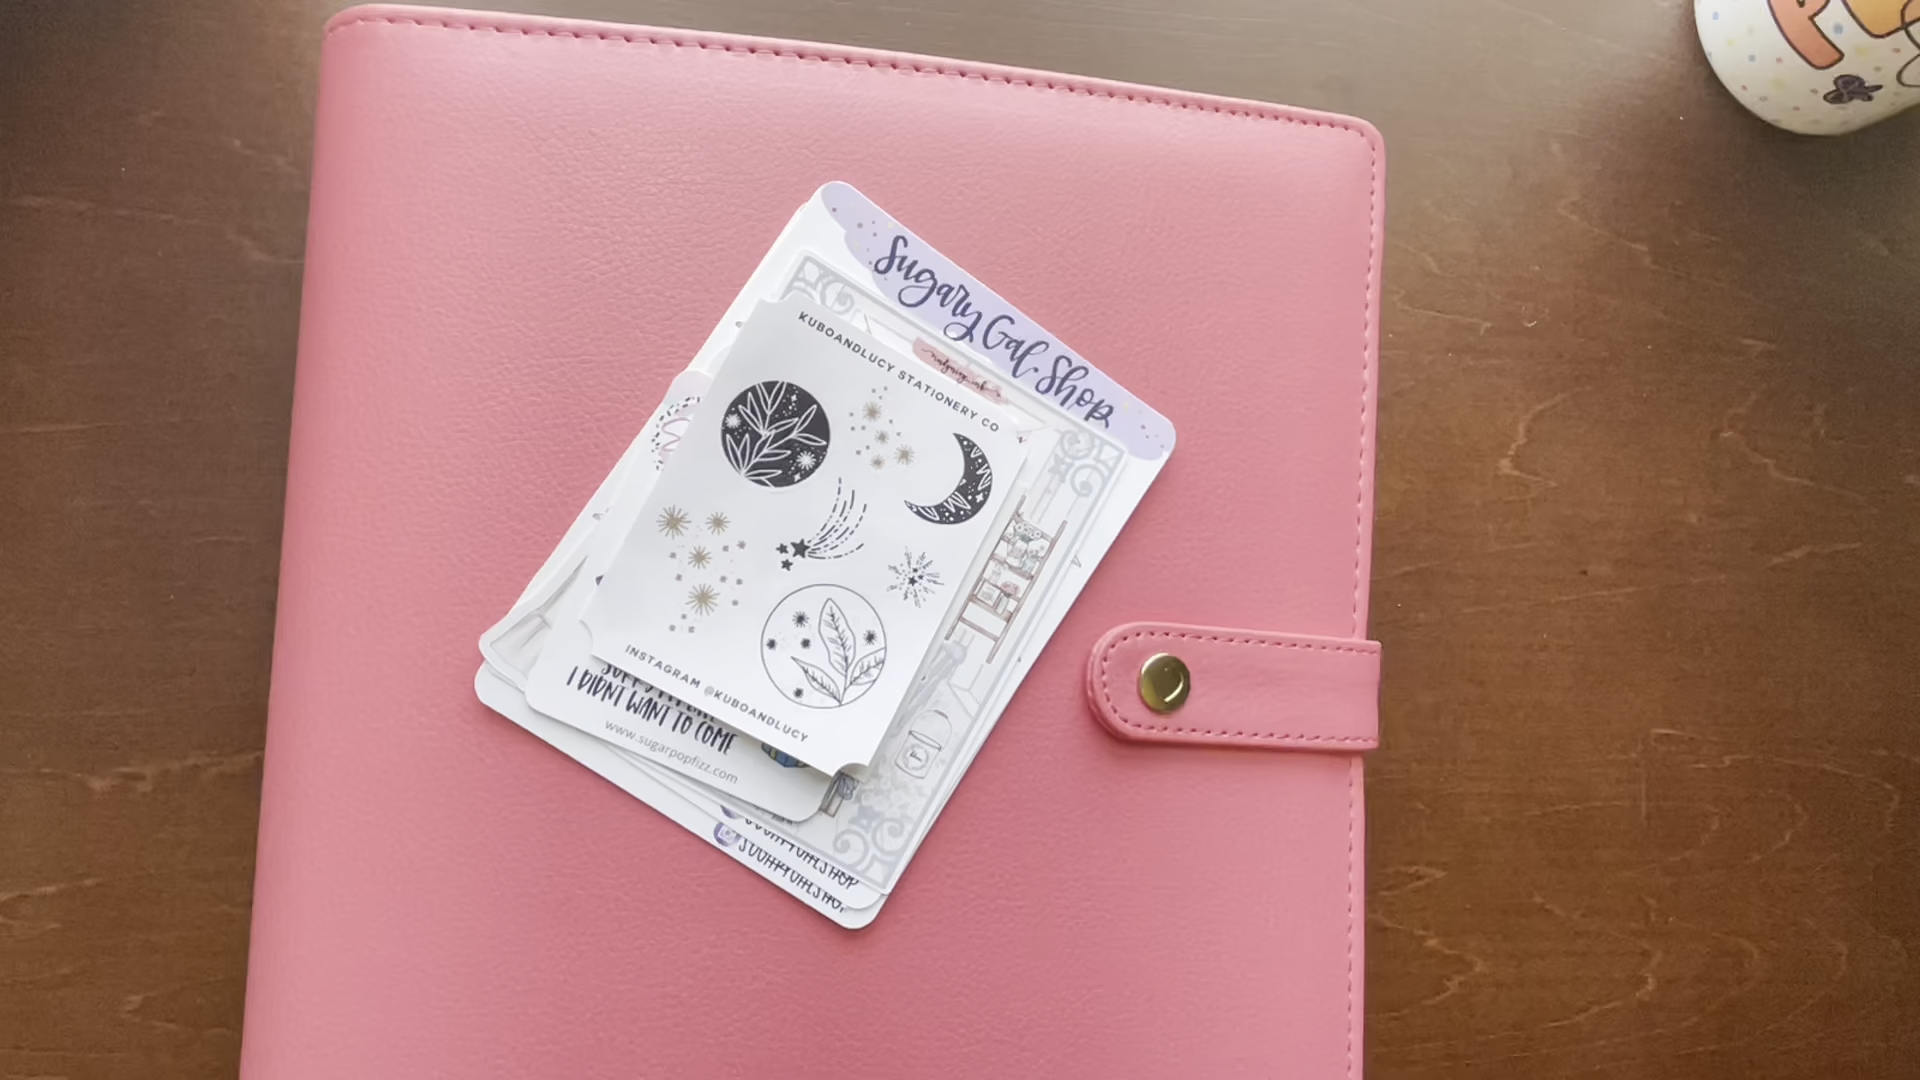 Sugary Gal Shop
KUBOANDLUCY STATIONERY CO
INSTAGRAM @KUBOANDLUCY
I DIDN'T WANT TO COME
www.sugarpopfizz.com